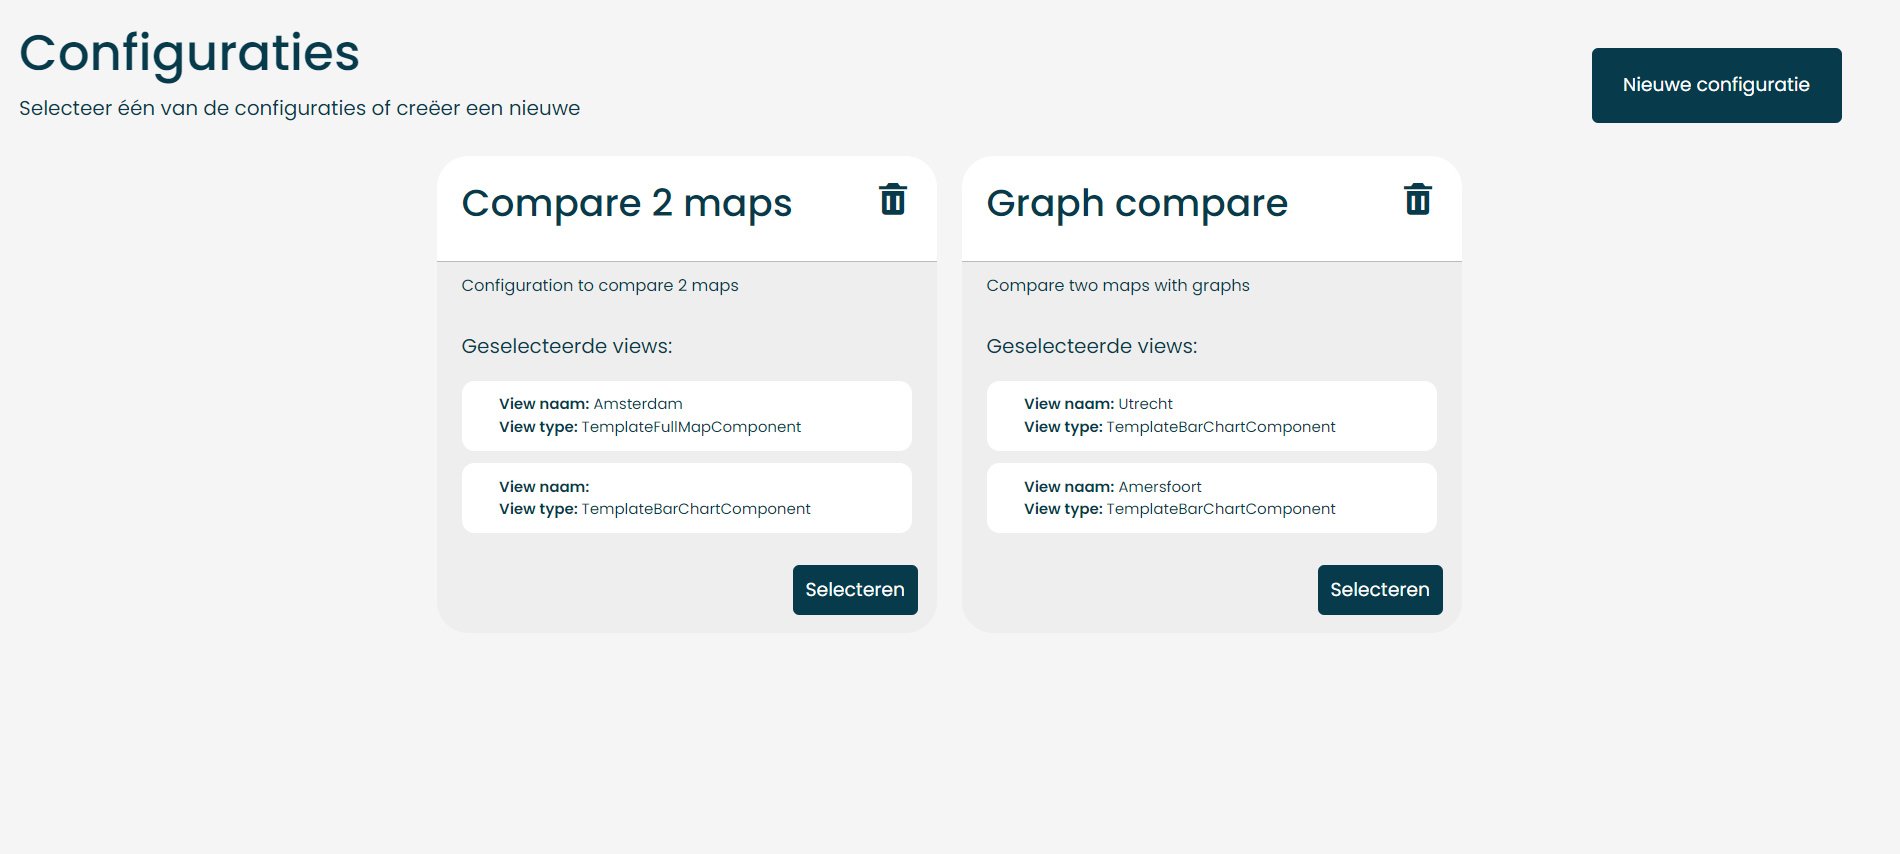 Configuraties
Selecteer één van de configuraties of creëer een nieuwe
Nieuwe configuratie
Compare 2 maps
Configuration to compare 2 maps
Geselecteerde views:
View naam: Amsterdam
View type: TemplateFullMapComponent
View naam:
View type: TemplateBarChartComponent
Selecteren
Graph compare
Compare two maps with graphs
Geselecteerde views:
View naam: Utrecht
View type: TemplateBarChartComponent
View naam: Amersfoort
View type: TemplateBarChartComponent
Selecteren